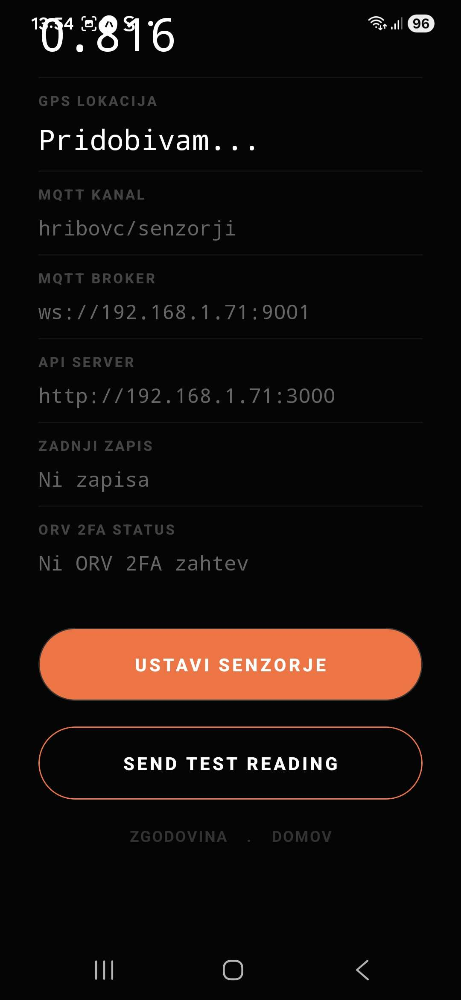 13:54
96
0.816
GPS LOKACIJA
Pridobivam...
MQTT KANAL
hribovc/senzorji
MQTT BROKER
ws://192.168.1.71:9001
API SERVER
http://192.168.1.71:3000
ZADNJI ZAPIS
Ni zapisa
ORV 2FA STATUS
Ni ORV 2FA zahtev
USTAVI SENZORJE
SEND TEST READING
ZGODOVINA . DOMOV